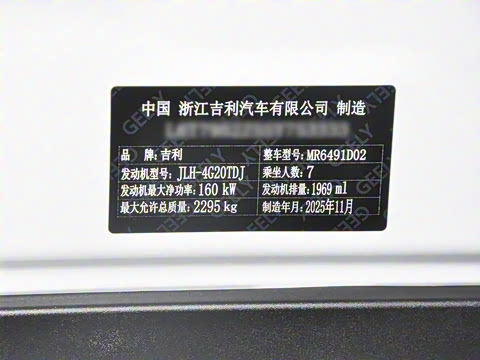 中国 浙江吉利汽车有限公司 制造
品 牌:吉利 整车型号:MR6491D02
发动机型号:JLH-4G20TDJ 乘坐人数:7
发动机最大净功率:160 kW 发动机排量:1969 ml
最大允许总质量:2295 kg 制造年月:2025年11月